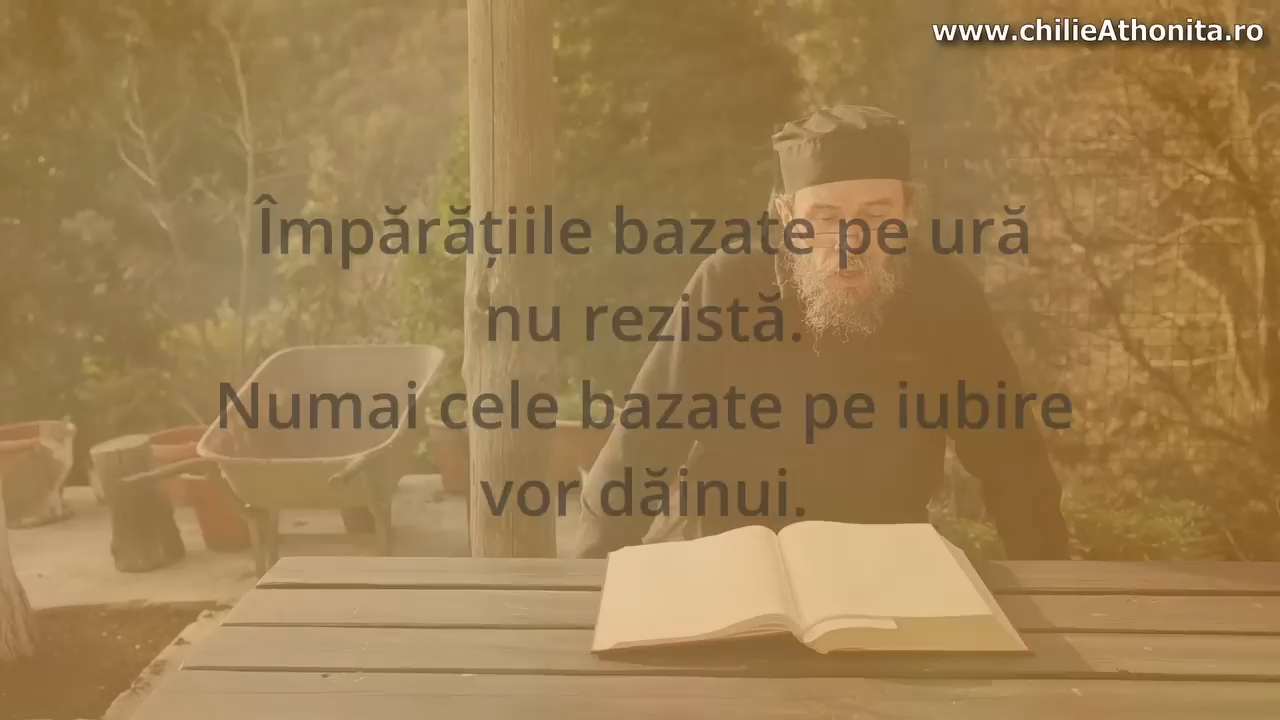 www.chilieAthonita.ro
Împărățiile bazate pe ură
nu rezistă.
Numai cele bazate pe iubire
vor dăinui.